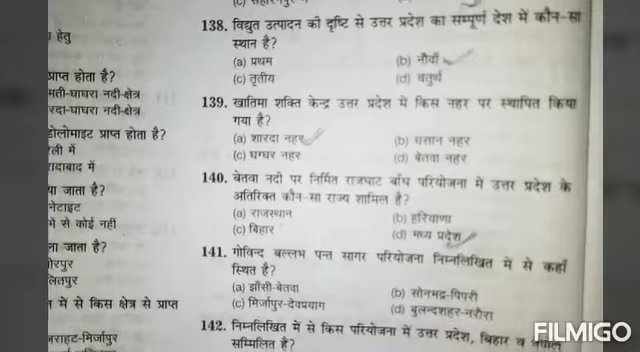 ा हेतु
प्राप्त होता है?
मती-घाघरा नदी-क्षेत्र
रदा-घाघरा नदी-क्षेत्र
डोलोमाइट प्राप्त होता है?
ली में
ादाबाद में
या जाता है?
नेटाइट
में से कोई नहीं
ना जाता है?
ोरपुर
लितपुर
न में से किस क्षेत्र से प्राप्त
जराहट-मिर्जापुर
138. विद्युत उत्पादन की दृष्टि से उत्तर प्रदेश का सम्पूर्ण देश में कौन-सा
स्थान है?
(a) प्रथम (b) नौवाँ
(c) तृतीय (d) चतुर्थ
139. खातिमा शक्ति केन्द्र उत्तर प्रदेश में किस नहर पर स्थापित किया
गया है?
(a) शारदा नहर (b) धसान नहर
(c) घग्घर नहर (d) बेतवा नहर
140. बेतवा नदी पर निर्मित राजघाट बाँध परियोजना में उत्तर प्रदेश के
अतिरिक्त कौन-सा राज्य शामिल है?
(a) राजस्थान (b) हरियाणा
(c) बिहार (d) मध्य प्रदेश
141. गोविन्द बल्लभ पन्त सागर परियोजना निम्नलिखित में से कहाँ
स्थित है?
(a) झाँसी-बेतवा (b) सोनभद्र-पिपरी
(c) मिर्जापुर-देवप्रयाग (d) बुलन्दशहर-नरौरा
142. निम्नलिखित में से किस परियोजना में उत्तर प्रदेश, बिहार व नेपाल
सम्मिलित है?
FILMIGO